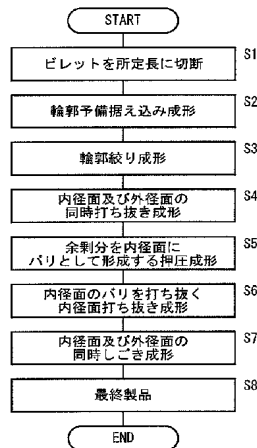 START
ビレットを所定長に切断
S1
輪郭予備据え込み成形
S2
輪郭絞り成形
S3
内径面及び外径面の
同時打ち抜き成形
S4
余剰分を内径面に
バリとして形成する押圧成形
S5
内径面のバリを打ち抜く
内径面打ち抜き成形
S6
内径面及び外径面の
同時しごき成形
S7
最終製品
S8
END